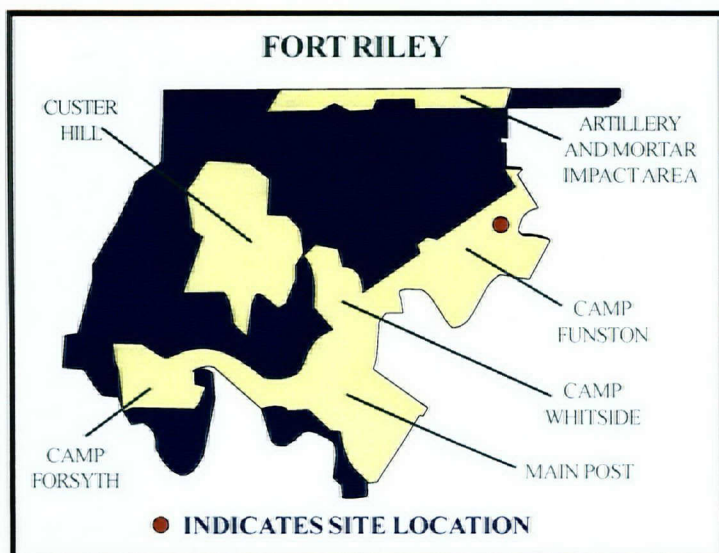 FORT RILEY
CUSTER
HILL
ARTILLERY
AND MORTAR
IMPACT AREA
CAMP
FUNSTON
CAMP
WHITSIDE
CAMP
FORSYTH
MAIN POST
INDICATES SITE LOCATION